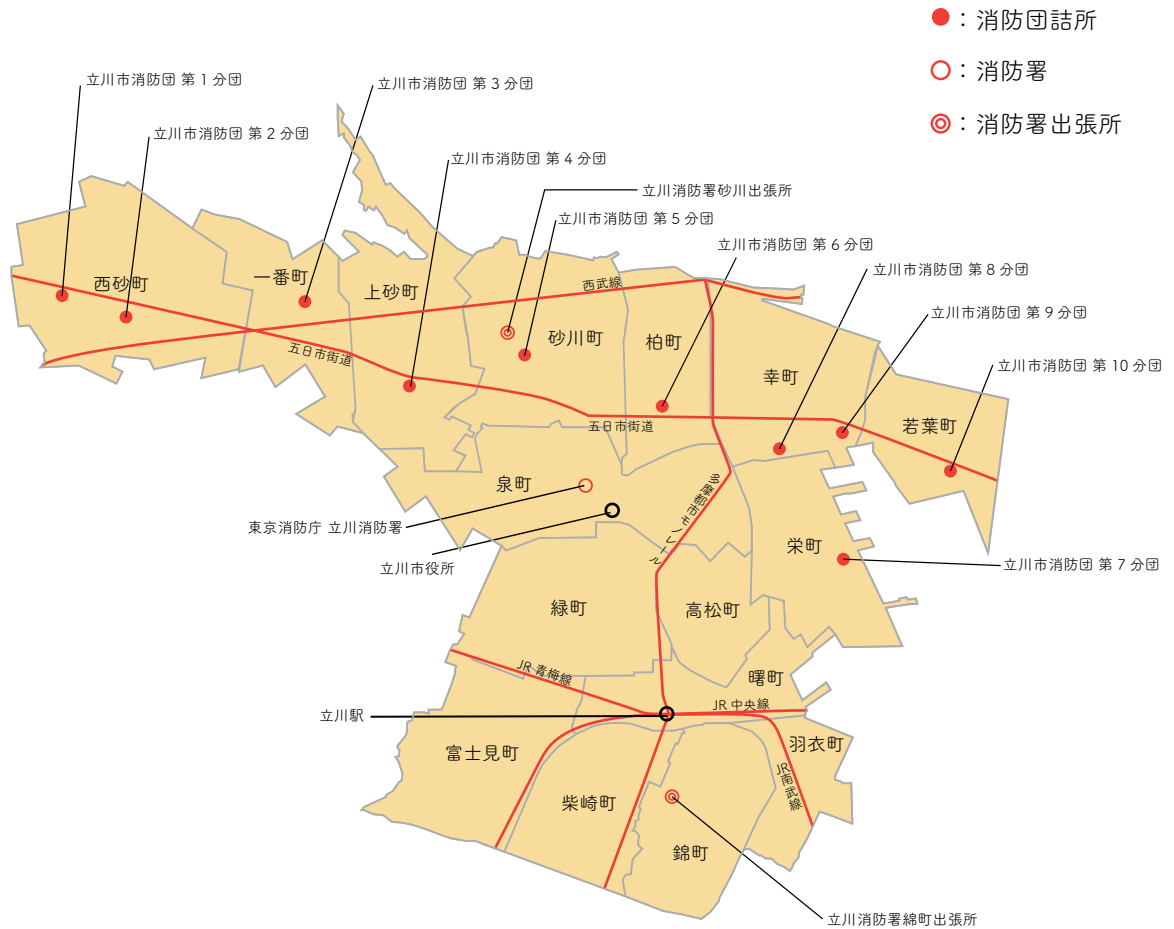 ：消防団詰所
：消防署
：消防署出張所
立川市消防団 第1分団
立川市消防団 第3分団
立川市消防団 第2分団
立川市消防団 第4分団
立川消防署砂川出張所
立川市消防団 第5分団
立川市消防団 第6分団
立川市消防団 第8分団
立川市消防団 第9分団
立川市消防団 第10分団
西砂町
一番町
上砂町
西武線
砂川町
柏町
五日市街道
幸町
若葉町
五日市街道
泉町
多摩都市モノレール
東京消防庁 立川消防署
立川市役所
栄町
立川市消防団 第7分団
緑町
高松町
JR青梅線
曙町
JR中央線
立川駅
富士見町
羽衣町
JR南武線
柴崎町
錦町
立川消防署綿町出張所